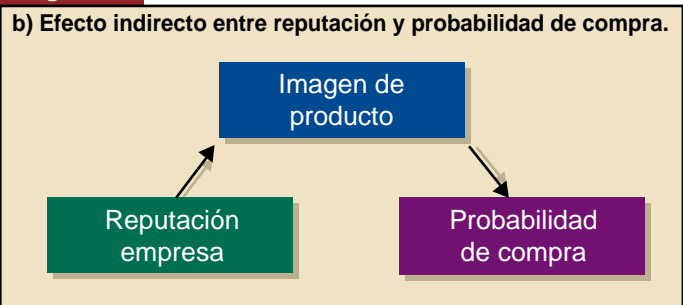 b) Efecto indirecto entre reputación y probabilidad de compra.
Imagen de
producto
Reputación
empresa
Probabilidad
de compra